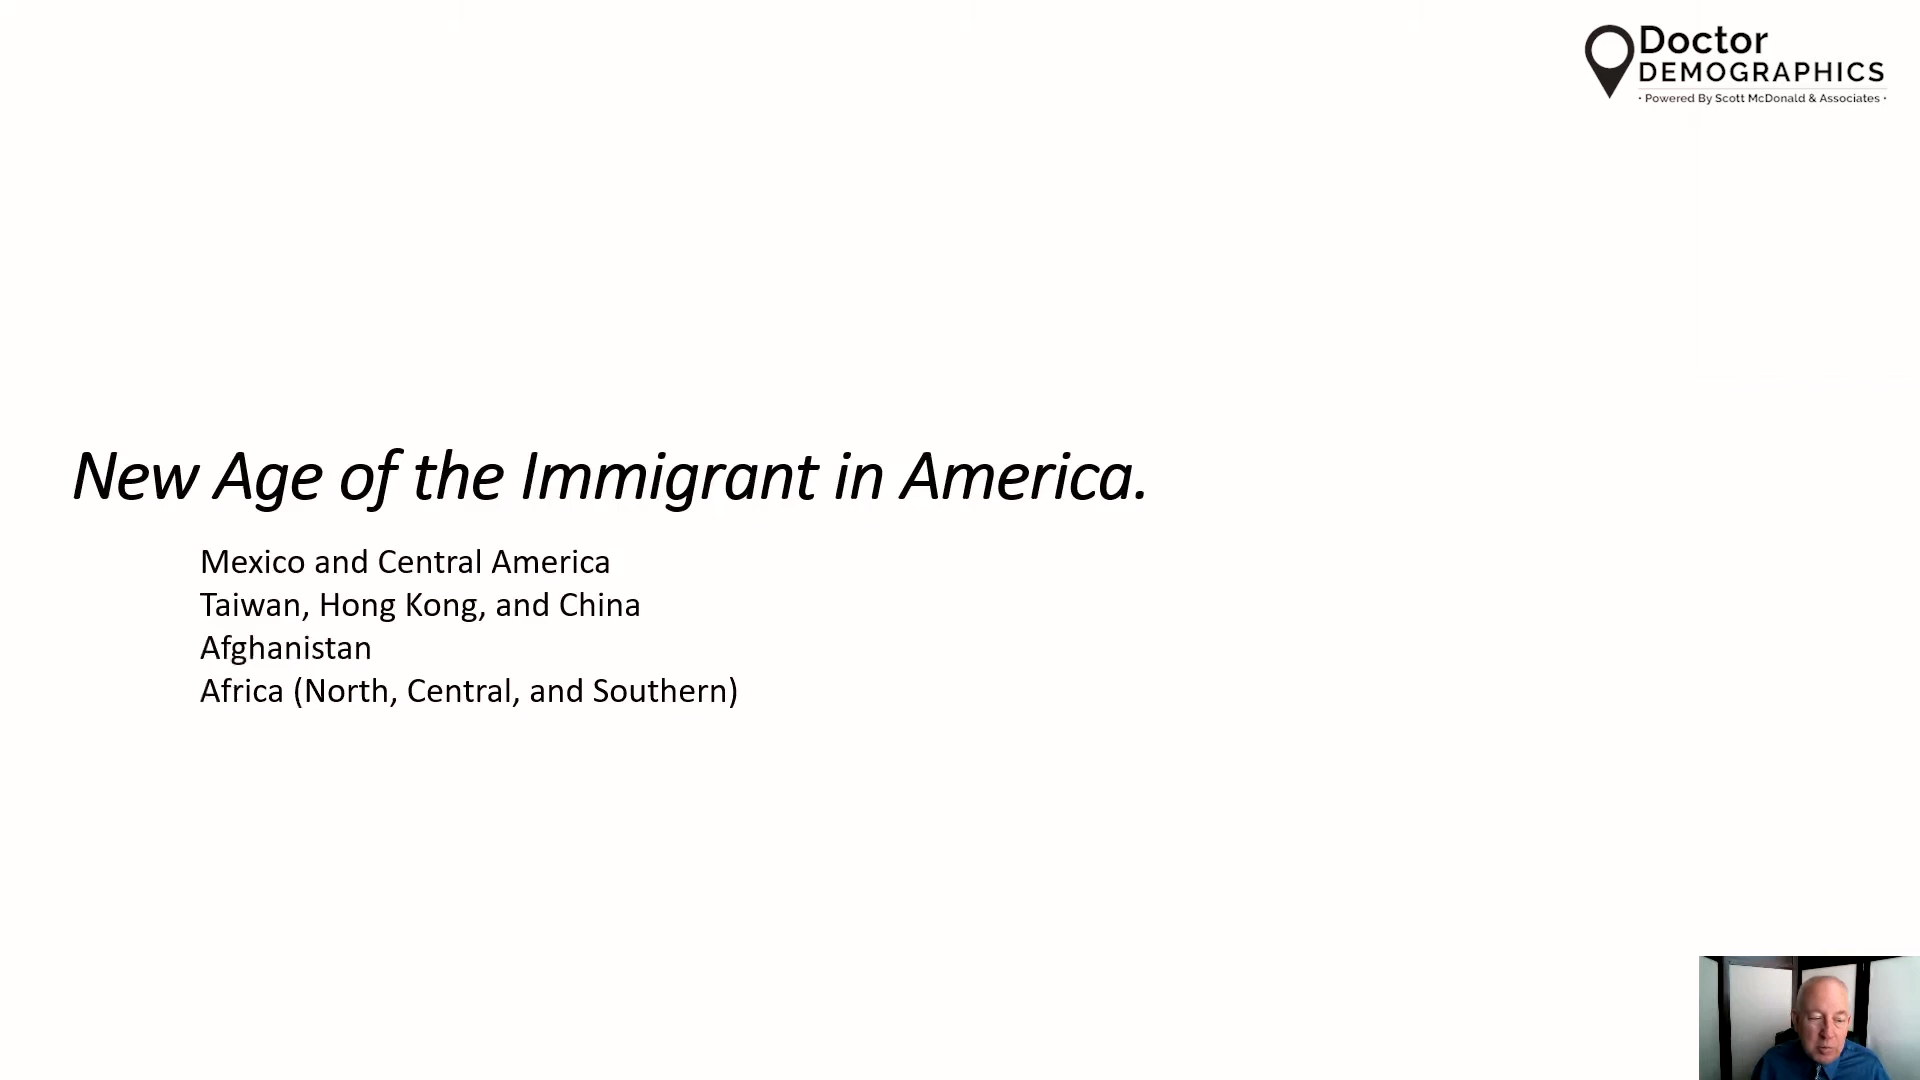 Doctor
DEMOGRAPHICS
· Powered By Scott McDonald & Associates ·
New Age of the Immigrant in America.
Mexico and Central America
Taiwan, Hong Kong, and China
Afghanistan
Africa (North, Central, and Southern)